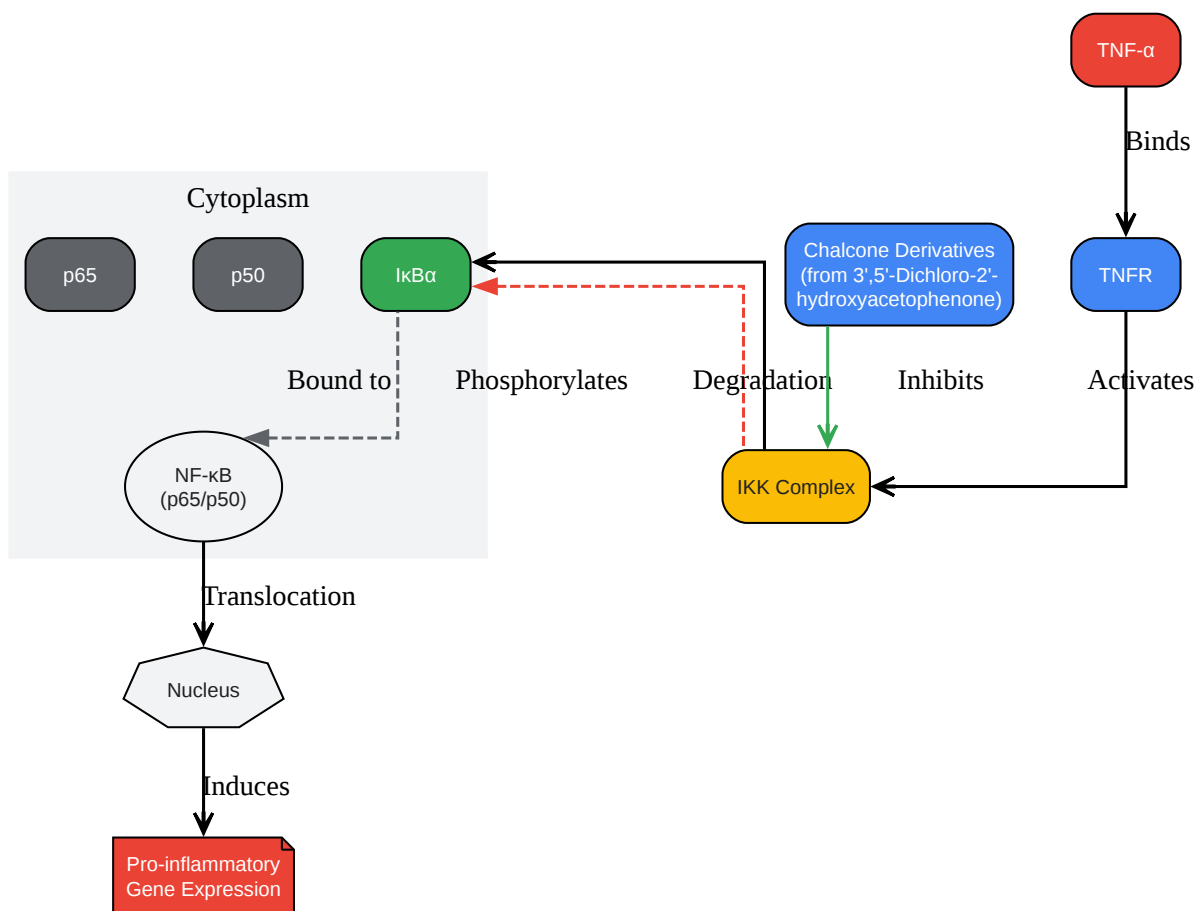 TNF-α
Binds
Cytoplasm
p65
p50
IκBα
Chalcone Derivatives
(from 3',5'-Dichloro-2'-
hydroxyacetophenone)
TNFR
Bound to
Phosphorylates
Degradation
Inhibits
Activates
NF-κB
(p65/p50)
IKK Complex
Translocation
Nucleus
Induces
Pro-inflammatory
Gene Expression